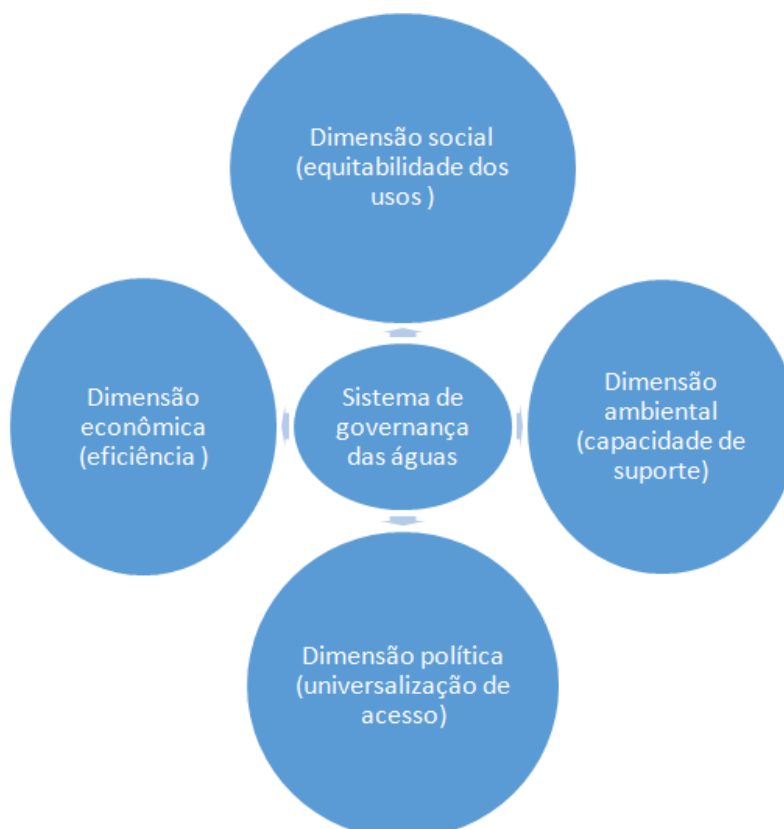 Dimensão social
(equitabilidade dos
usos )
Dimensão
econômica
(eficiência )
Sistema de
governança
das águas
Dimensão
ambiental
(capacidade de
suporte)
Dimensão política
(universalização de
acesso)